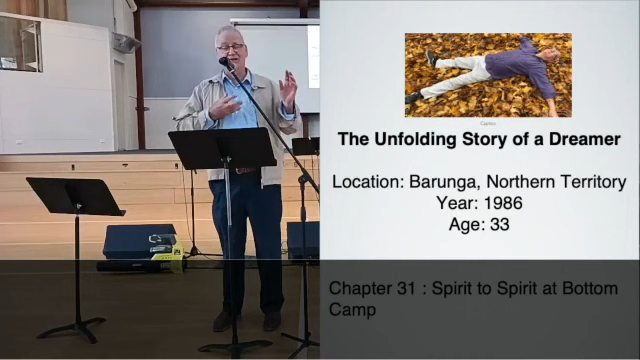 Caption
The Unfolding Story of a Dreamer
Location: Barunga, Northern Territory
Year: 1986
Age: 33
Chapter 31 : Spirit to Spirit at Bottom
Camp